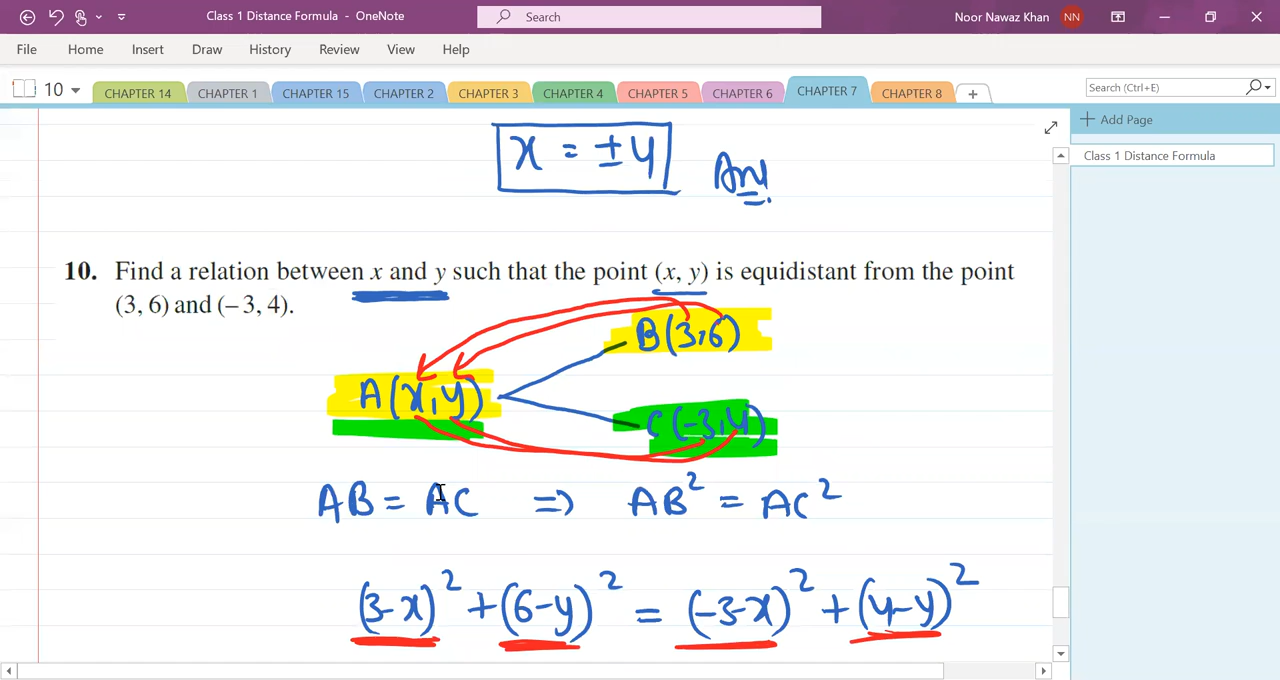 Class 1 Distance Formula - OneNote
Search
Noor Nawaz Khan NN
File Home Insert Draw History Review View Help
10 CHAPTER 14 CHAPTER 1 CHAPTER 15 CHAPTER 2 CHAPTER 3 CHAPTER 4 CHAPTER 5 CHAPTER 6 CHAPTER 7 CHAPTER 8
Search (Ctrl+E)
Add Page
Class 1 Distance Formula
x = ±4
Ans.
10. Find a relation between x and y such that the point (x, y) is equidistant from the point
(3, 6) and (– 3, 4).
B(3,6)
A(x,y)
C(-3,4)
AB = AC => AB² = AC²
(3-x)² + (6-y)² = (-3-x)² + (4-y)²